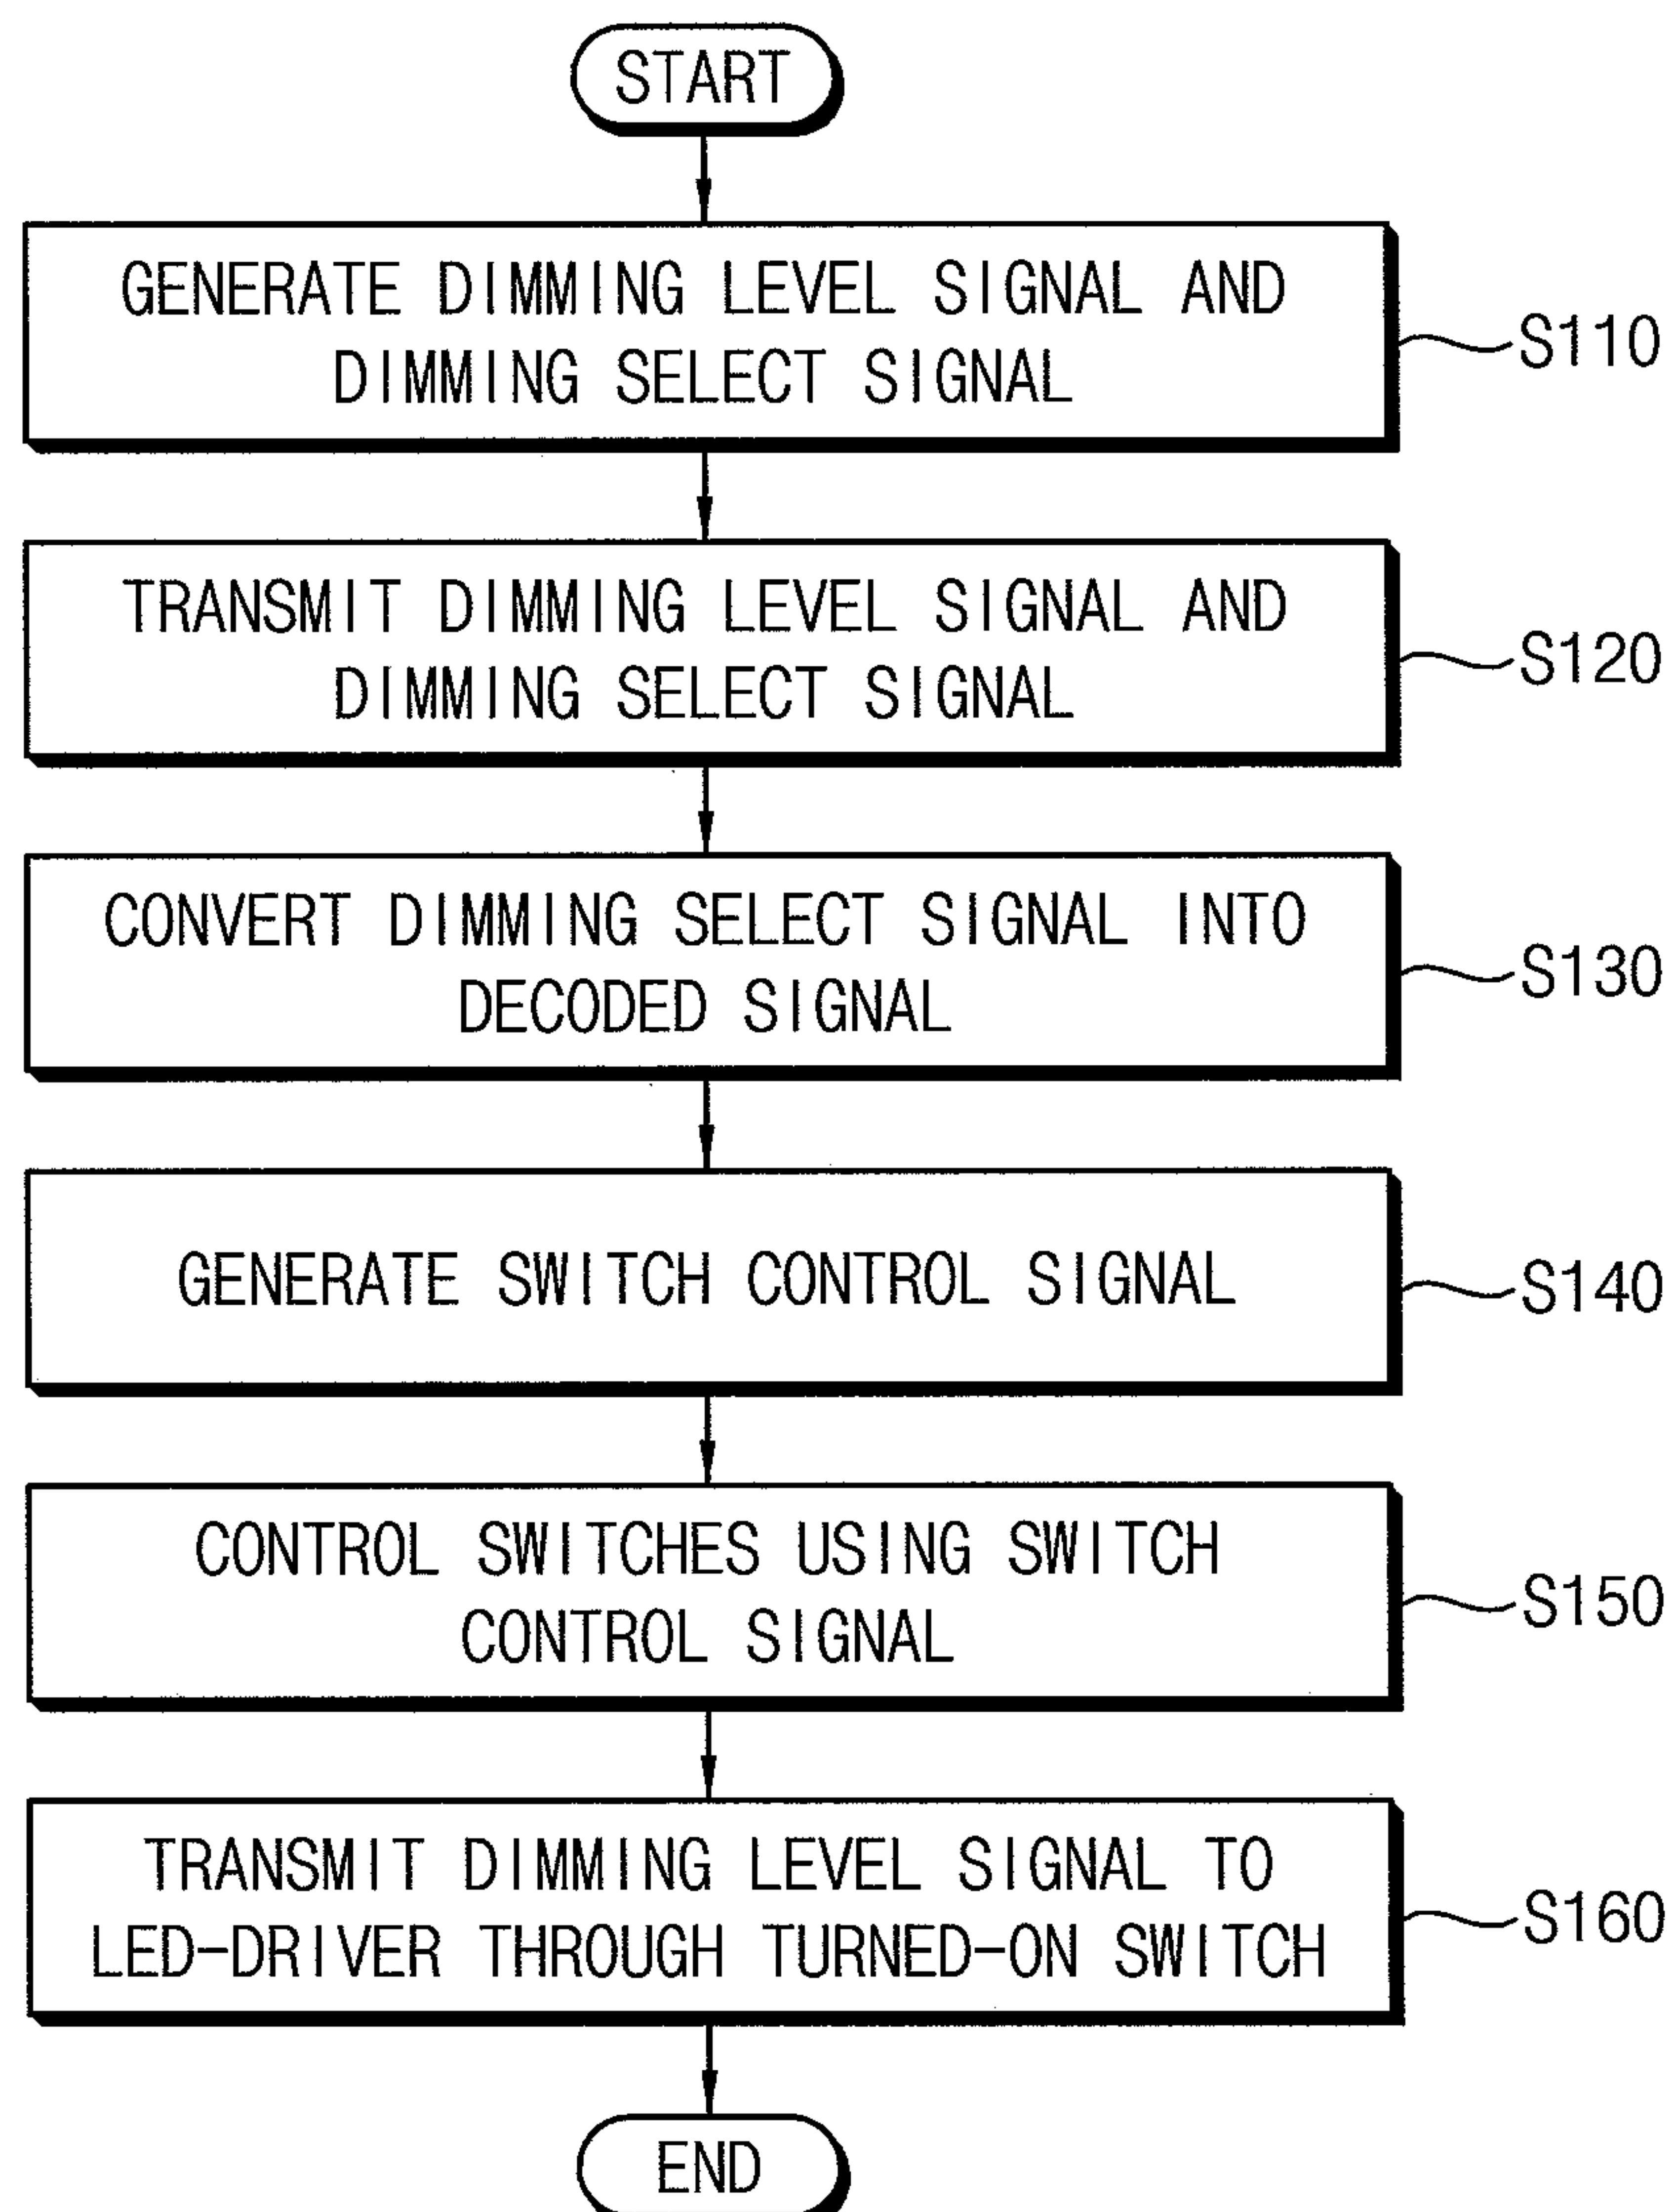 START
GENERATE DIMMING LEVEL SIGNAL AND
DIMMING SELECT SIGNAL
S110
TRANSMIT DIMMING LEVEL SIGNAL AND
DIMMING SELECT SIGNAL
S120
CONVERT DIMMING SELECT SIGNAL INTO
DECODED SIGNAL
S130
GENERATE SWITCH CONTROL SIGNAL
S140
CONTROL SWITCHES USING SWITCH
CONTROL SIGNAL
S150
TRANSMIT DIMMING LEVEL SIGNAL TO
LED-DRIVER THROUGH TURNED-ON SWITCH
S160
END